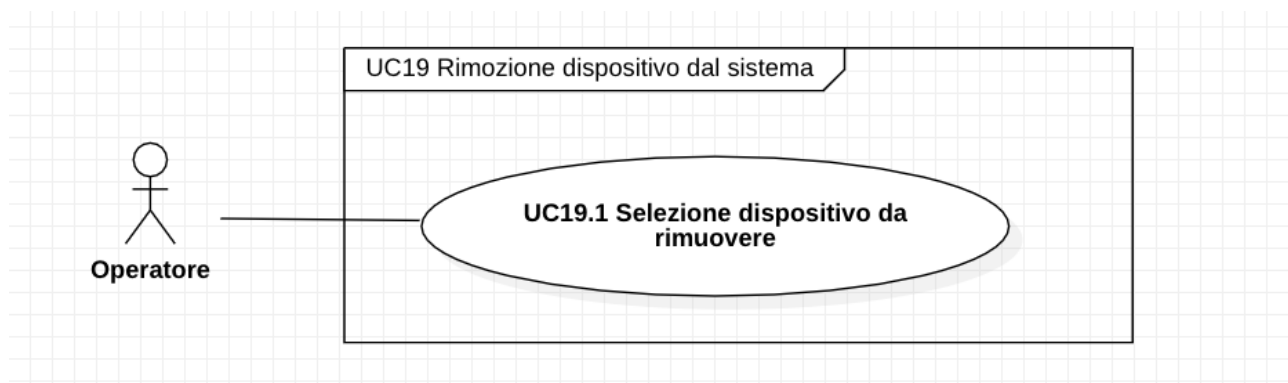 UC19 Rimozione dispositivo dal sistema
UC19.1 Selezione dispositivo da
rimuovere
Operatore